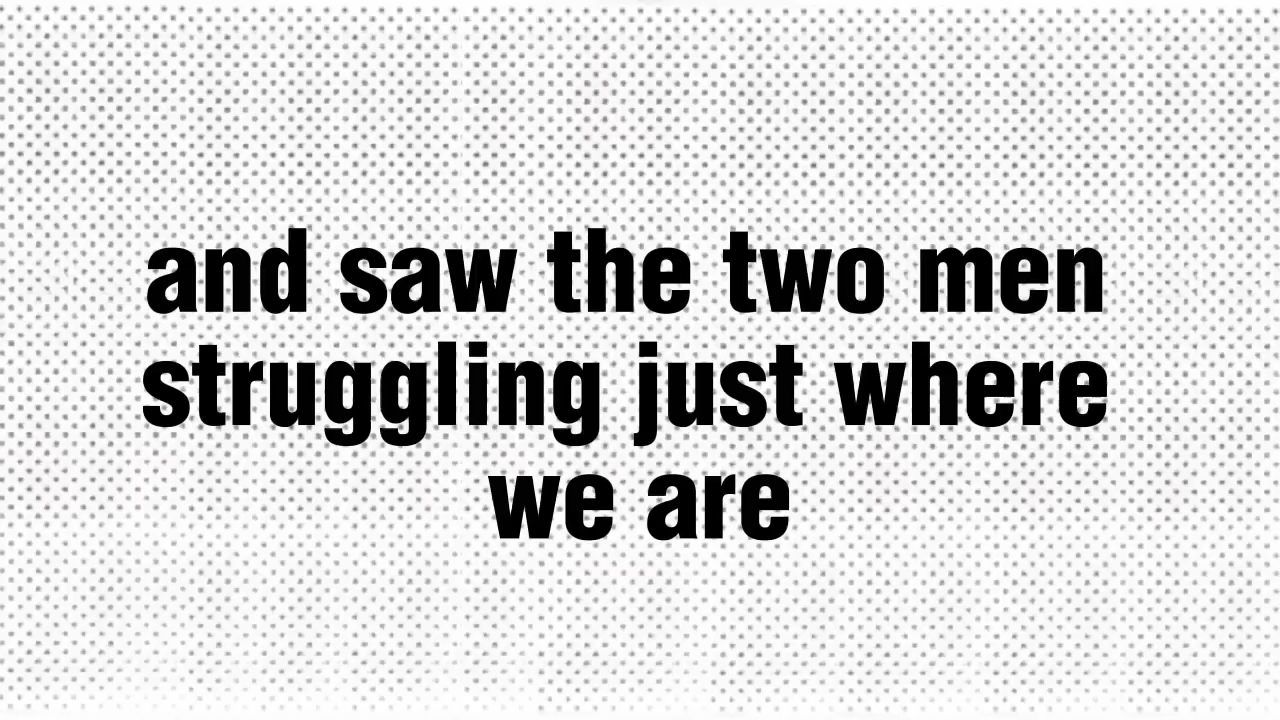 and saw the two men
struggling just where
we are